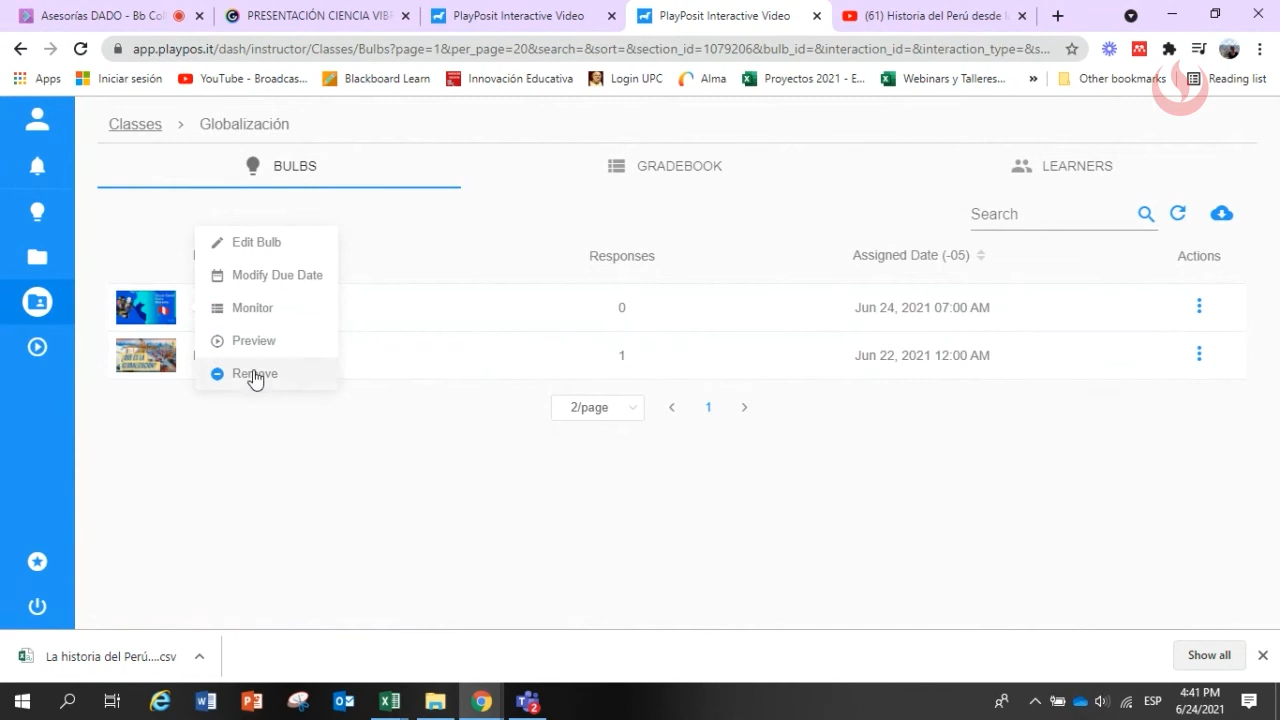 Asesorías DADO - Bb Coll
PRESENTACIÓN CIENCIA VIBR
PlayPosit Interactive Video
PlayPosit Interactive Video
(61) Historia del Perú desde la
app.playpos.it/dash/instructor/Classes/Bulbs?page=1&per_page=20&search=&sort=&section_id=1079206&bulb_id=&interaction_id=&interaction_type=&s...
Apps
Iniciar sesión
YouTube - Broadcas...
Blackboard Learn
Innovación Educativa
Login UPC
Alma
Proyectos 2021 - E...
Webinars y Talleres...
»
Other bookmarks
Reading list
Classes > Globalización
BULBS
GRADEBOOK
LEARNERS
Search
Edit Bulb
Modify Due Date
Monitor
Preview
Remove
Responses
Assigned Date (-05)
Actions
0
Jun 24, 2021 07:00 AM
1
Jun 22, 2021 12:00 AM
2/page
1
La historia del Perú....csv
Show all
ESP
4:41 PM
6/24/2021